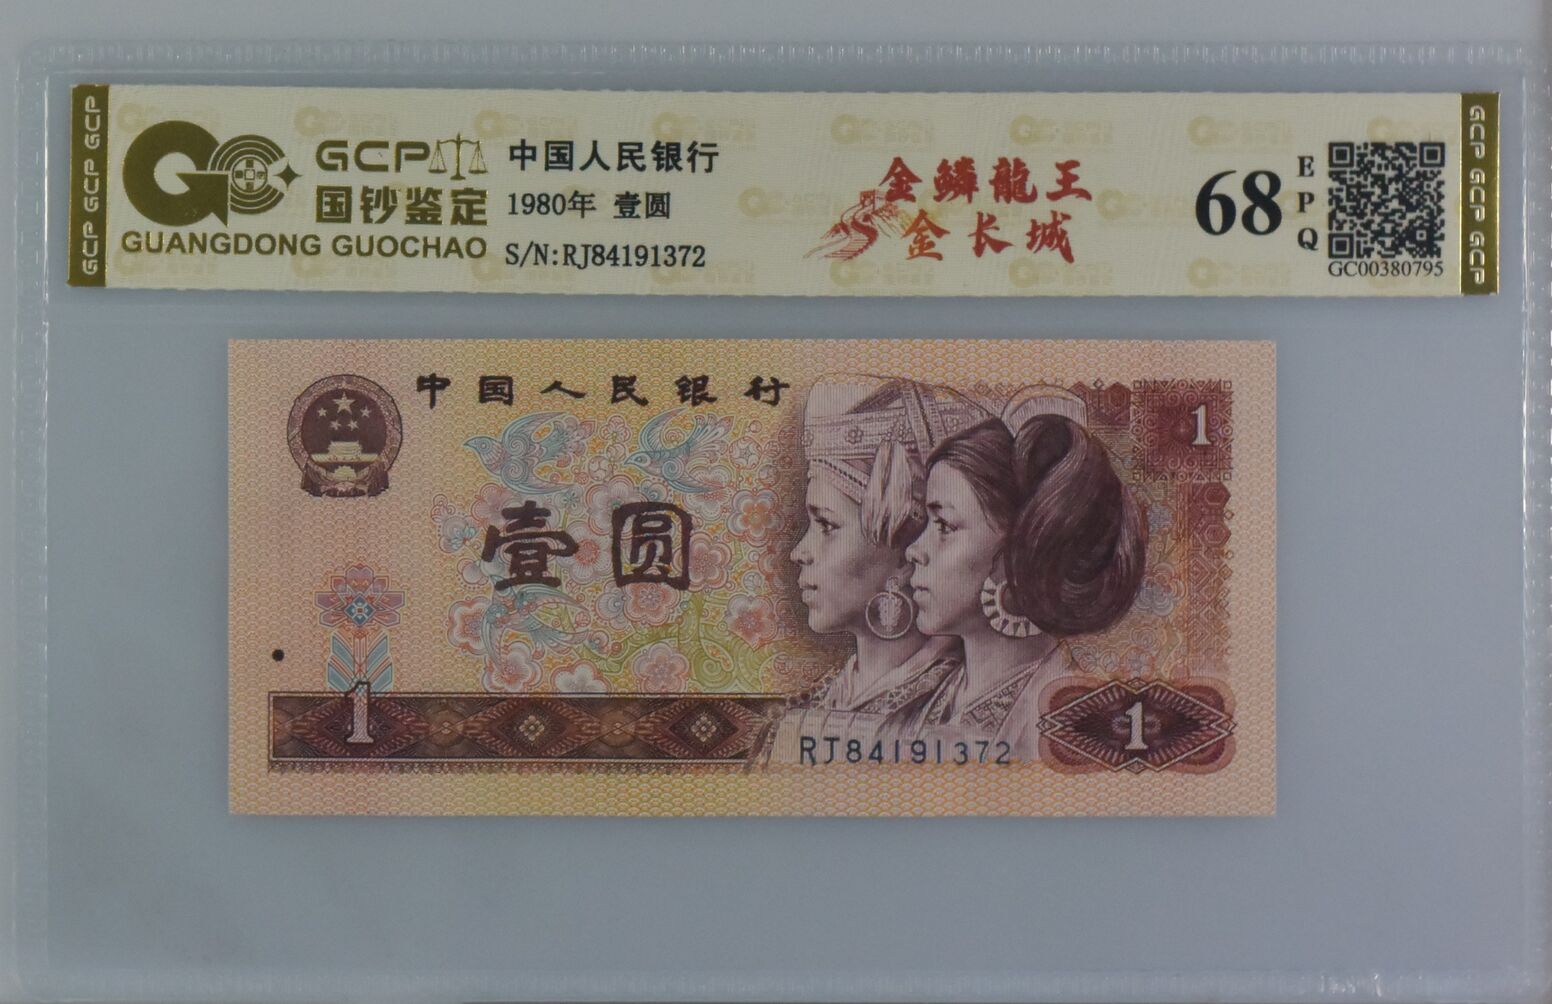 GCP GCP GCP
GCP
国钞鉴定
GUANGDONG GUOCHAO
中国人民银行
1980年 壹圆
S/N:RJ84191372
金鳞龍王
金长城
68
EPQ
GC00380795
GCP GCP GCP
中国人民银行
1
壹圆
1
RJ84191372
1